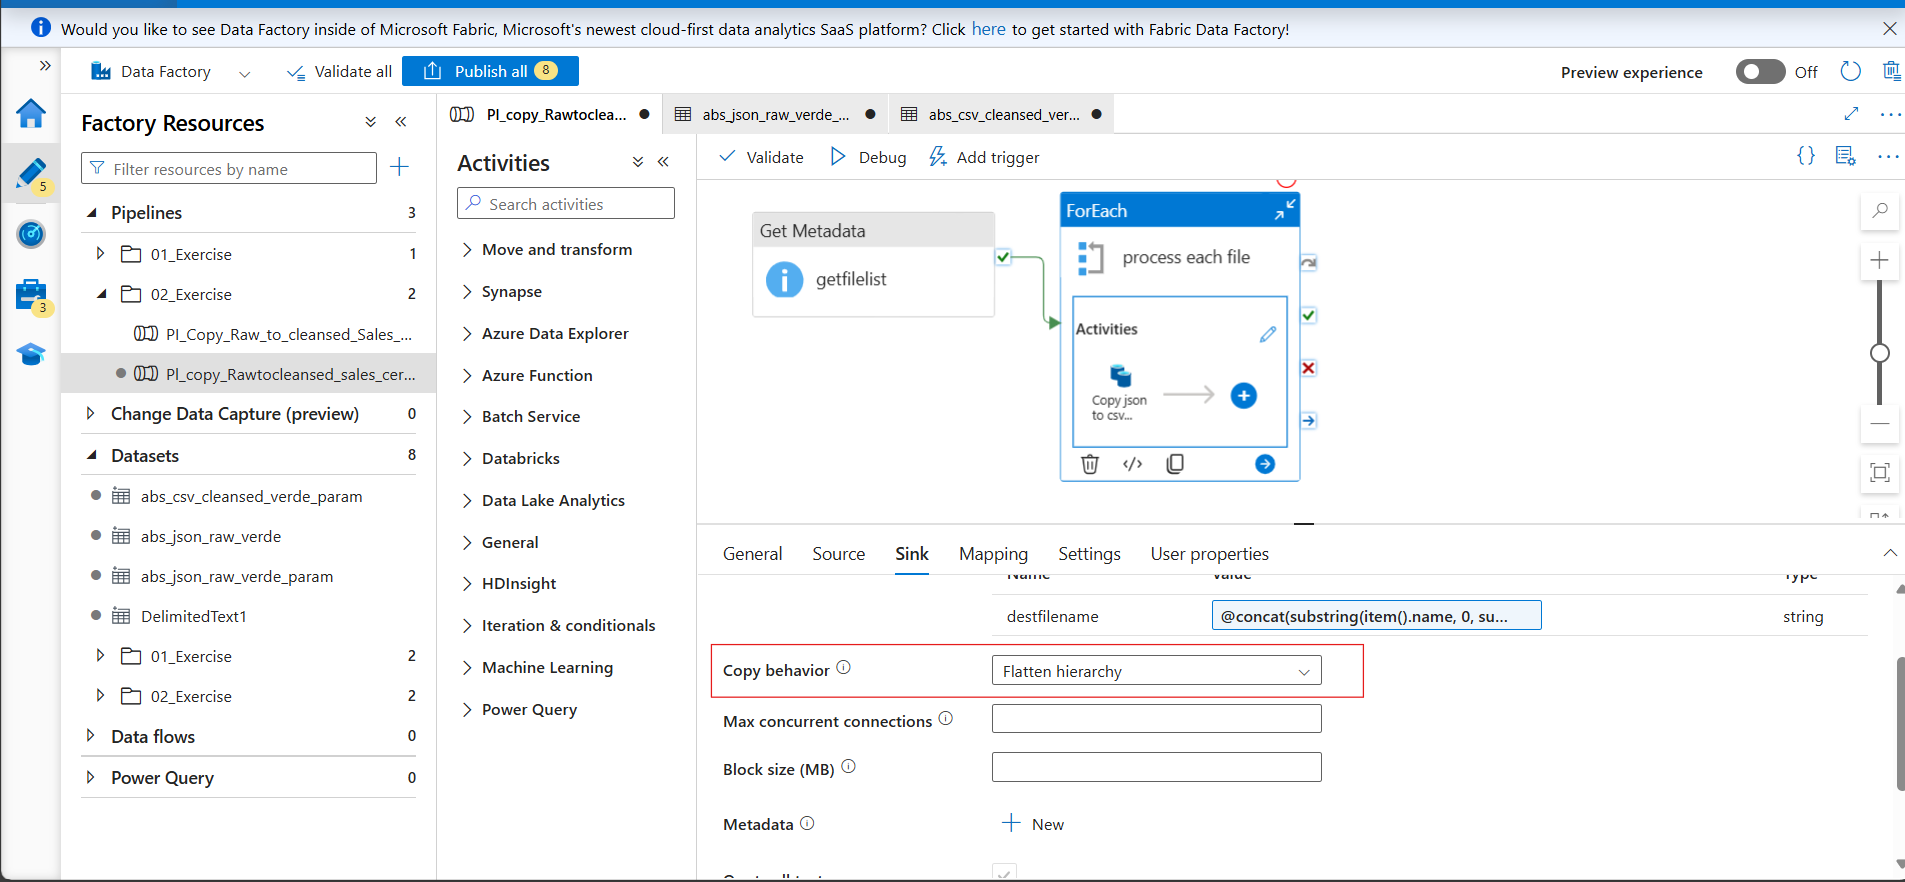 Would you like to see Data Factory inside of Microsoft Fabric, Microsoft's newest cloud-first data analytics SaaS platform? Click here to get started with Fabric Data Factory!
Data Factory
Validate all
Publish all 8
Preview experience
Off
5
3
Factory Resources
Filter resources by name
Pipelines 3
01_Exercise 1
02_Exercise 2
Pl_Copy_Raw_to_cleansed_Sales_...
Pl_copy_Rawtocleansed_sales_cer...
Change Data Capture (preview) 0
Datasets 8
abs_csv_cleansed_verde_param
abs_json_raw_verde
abs_json_raw_verde_param
DelimitedText1
01_Exercise 2
02_Exercise 2
Data flows 0
Power Query 0
Pl_copy_Rawtoclea...
abs_json_raw_verde_...
abs_csv_cleansed_ver...
Activities
Search activities
Move and transform
Synapse
Azure Data Explorer
Azure Function
Batch Service
Databricks
Data Lake Analytics
General
HDInsight
Iteration & conditionals
Machine Learning
Power Query
Validate
Debug
Add trigger
Get Metadata
getfilelist
ForEach
process each file
Activities
Copy json
to csv...
General
Source
Sink
Mapping
Settings
User properties
Name Value Type
destfilename @concat(substring(item().name, 0, su... string
Copy behavior Flatten hierarchy
Max concurrent connections
Block size (MB)
Metadata New